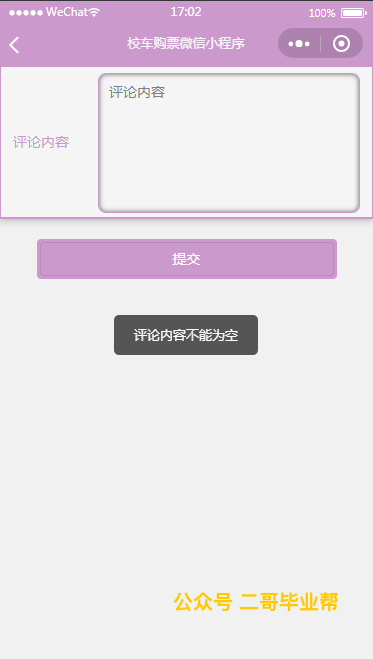 WeChat 17:02 100%
校车购票微信小程序
评论内容 评论内容
提交
评论内容不能为空
公众号 二哥毕业帮